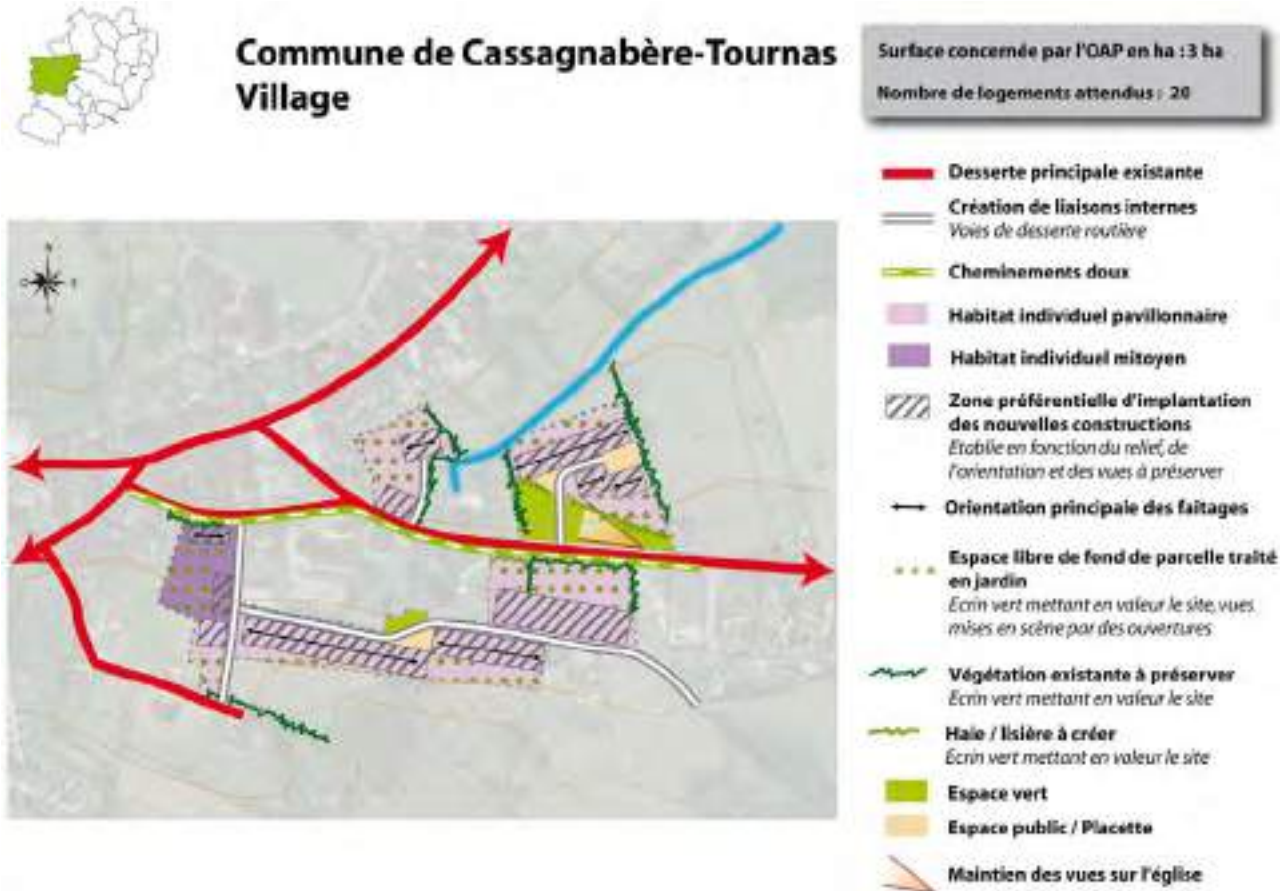 Commune de Cassagnabère-Tournas
Village
Surface concernée par l'OAP en ha : 3 ha
Nombre de logements attendus : 20
Desserte principale existante
Création de liaisons internes
Voies de desserte routière
Cheminements doux
Habitat individuel pavillonnaire
Habitat individuel mitoyen
Zone préférentielle d'implantation
des nouvelles constructions
Etablie en fonction du relief, de
l'orientation et des vues à préserver
Orientation principale des faîtages
Espace libre de fond de parcelle traité
en jardin
Ecrin vert mettant en valeur le site, vues
mises en scène par des ouvertures
Végétation existante à préserver
Ecrin vert mettant en valeur le site
Haie / lisière à créer
Ecrin vert mettant en valeur le site
Espace vert
Espace public / Placette
Maintien des vues sur l'église
N